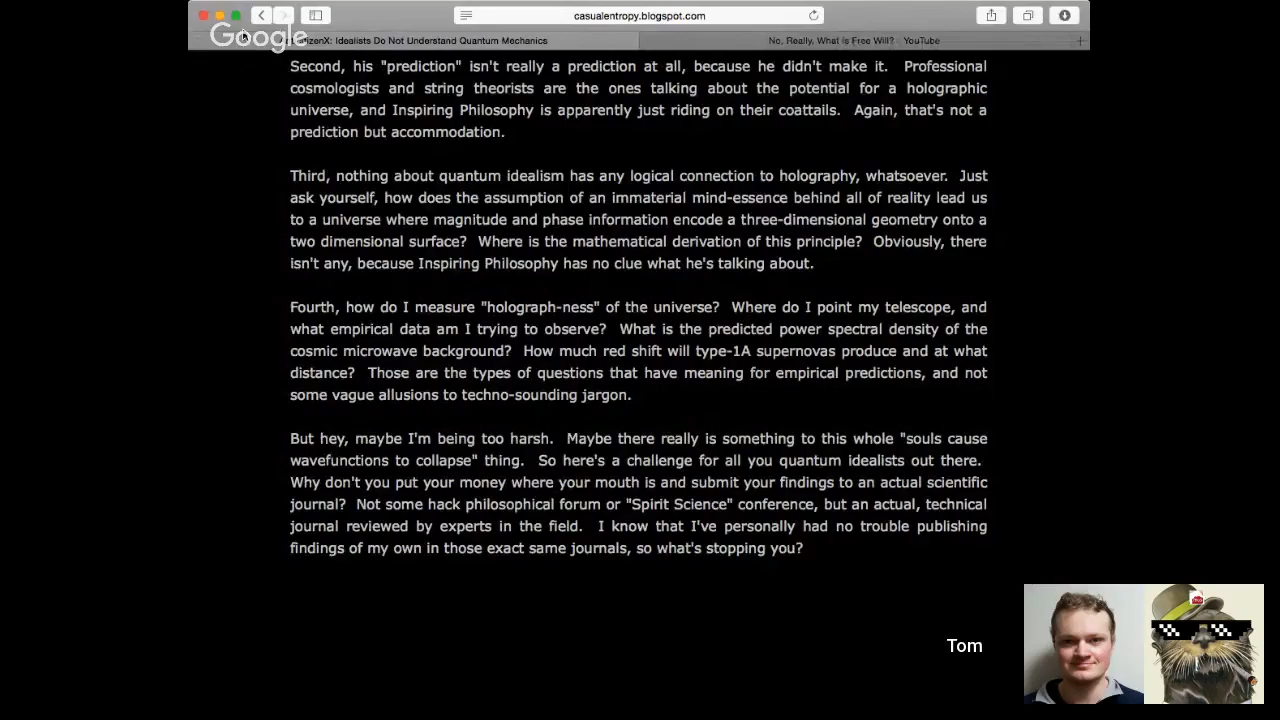 casualentropy.blogspot.com
Google
izenX: Idealists Do Not Understand Quantum Mechanics
No, Really, What is Free Will? - YouTube
Second, his "prediction" isn't really a prediction at all, because he didn't make it. Professional
cosmologists and string theorists are the ones talking about the potential for a holographic
universe, and Inspiring Philosophy is apparently just riding on their coattails. Again, that's not a
prediction but accommodation.
Third, nothing about quantum idealism has any logical connection to holography, whatsoever. Just
ask yourself, how does the assumption of an immaterial mind-essence behind all of reality lead us
to a universe where magnitude and phase information encode a three-dimensional geometry onto a
two dimensional surface? Where is the mathematical derivation of this principle? Obviously, there
isn't any, because Inspiring Philosophy has no clue what he's talking about.
Fourth, how do I measure "holograph-ness" of the universe? Where do I point my telescope, and
what empirical data am I trying to observe? What is the predicted power spectral density of the
cosmic microwave background? How much red shift will type-1A supernovas produce and at what
distance? Those are the types of questions that have meaning for empirical predictions, and not
some vague allusions to techno-sounding jargon.
But hey, maybe I'm being too harsh. Maybe there really is something to this whole "souls cause
wavefunctions to collapse" thing. So here's a challenge for all you quantum idealists out there.
Why don't you put your money where your mouth is and submit your findings to an actual scientific
journal? Not some hack philosophical forum or "Spirit Science" conference, but an actual, technical
journal reviewed by experts in the field. I know that I've personally had no trouble publishing
findings of my own in those exact same journals, so what's stopping you?
Tom